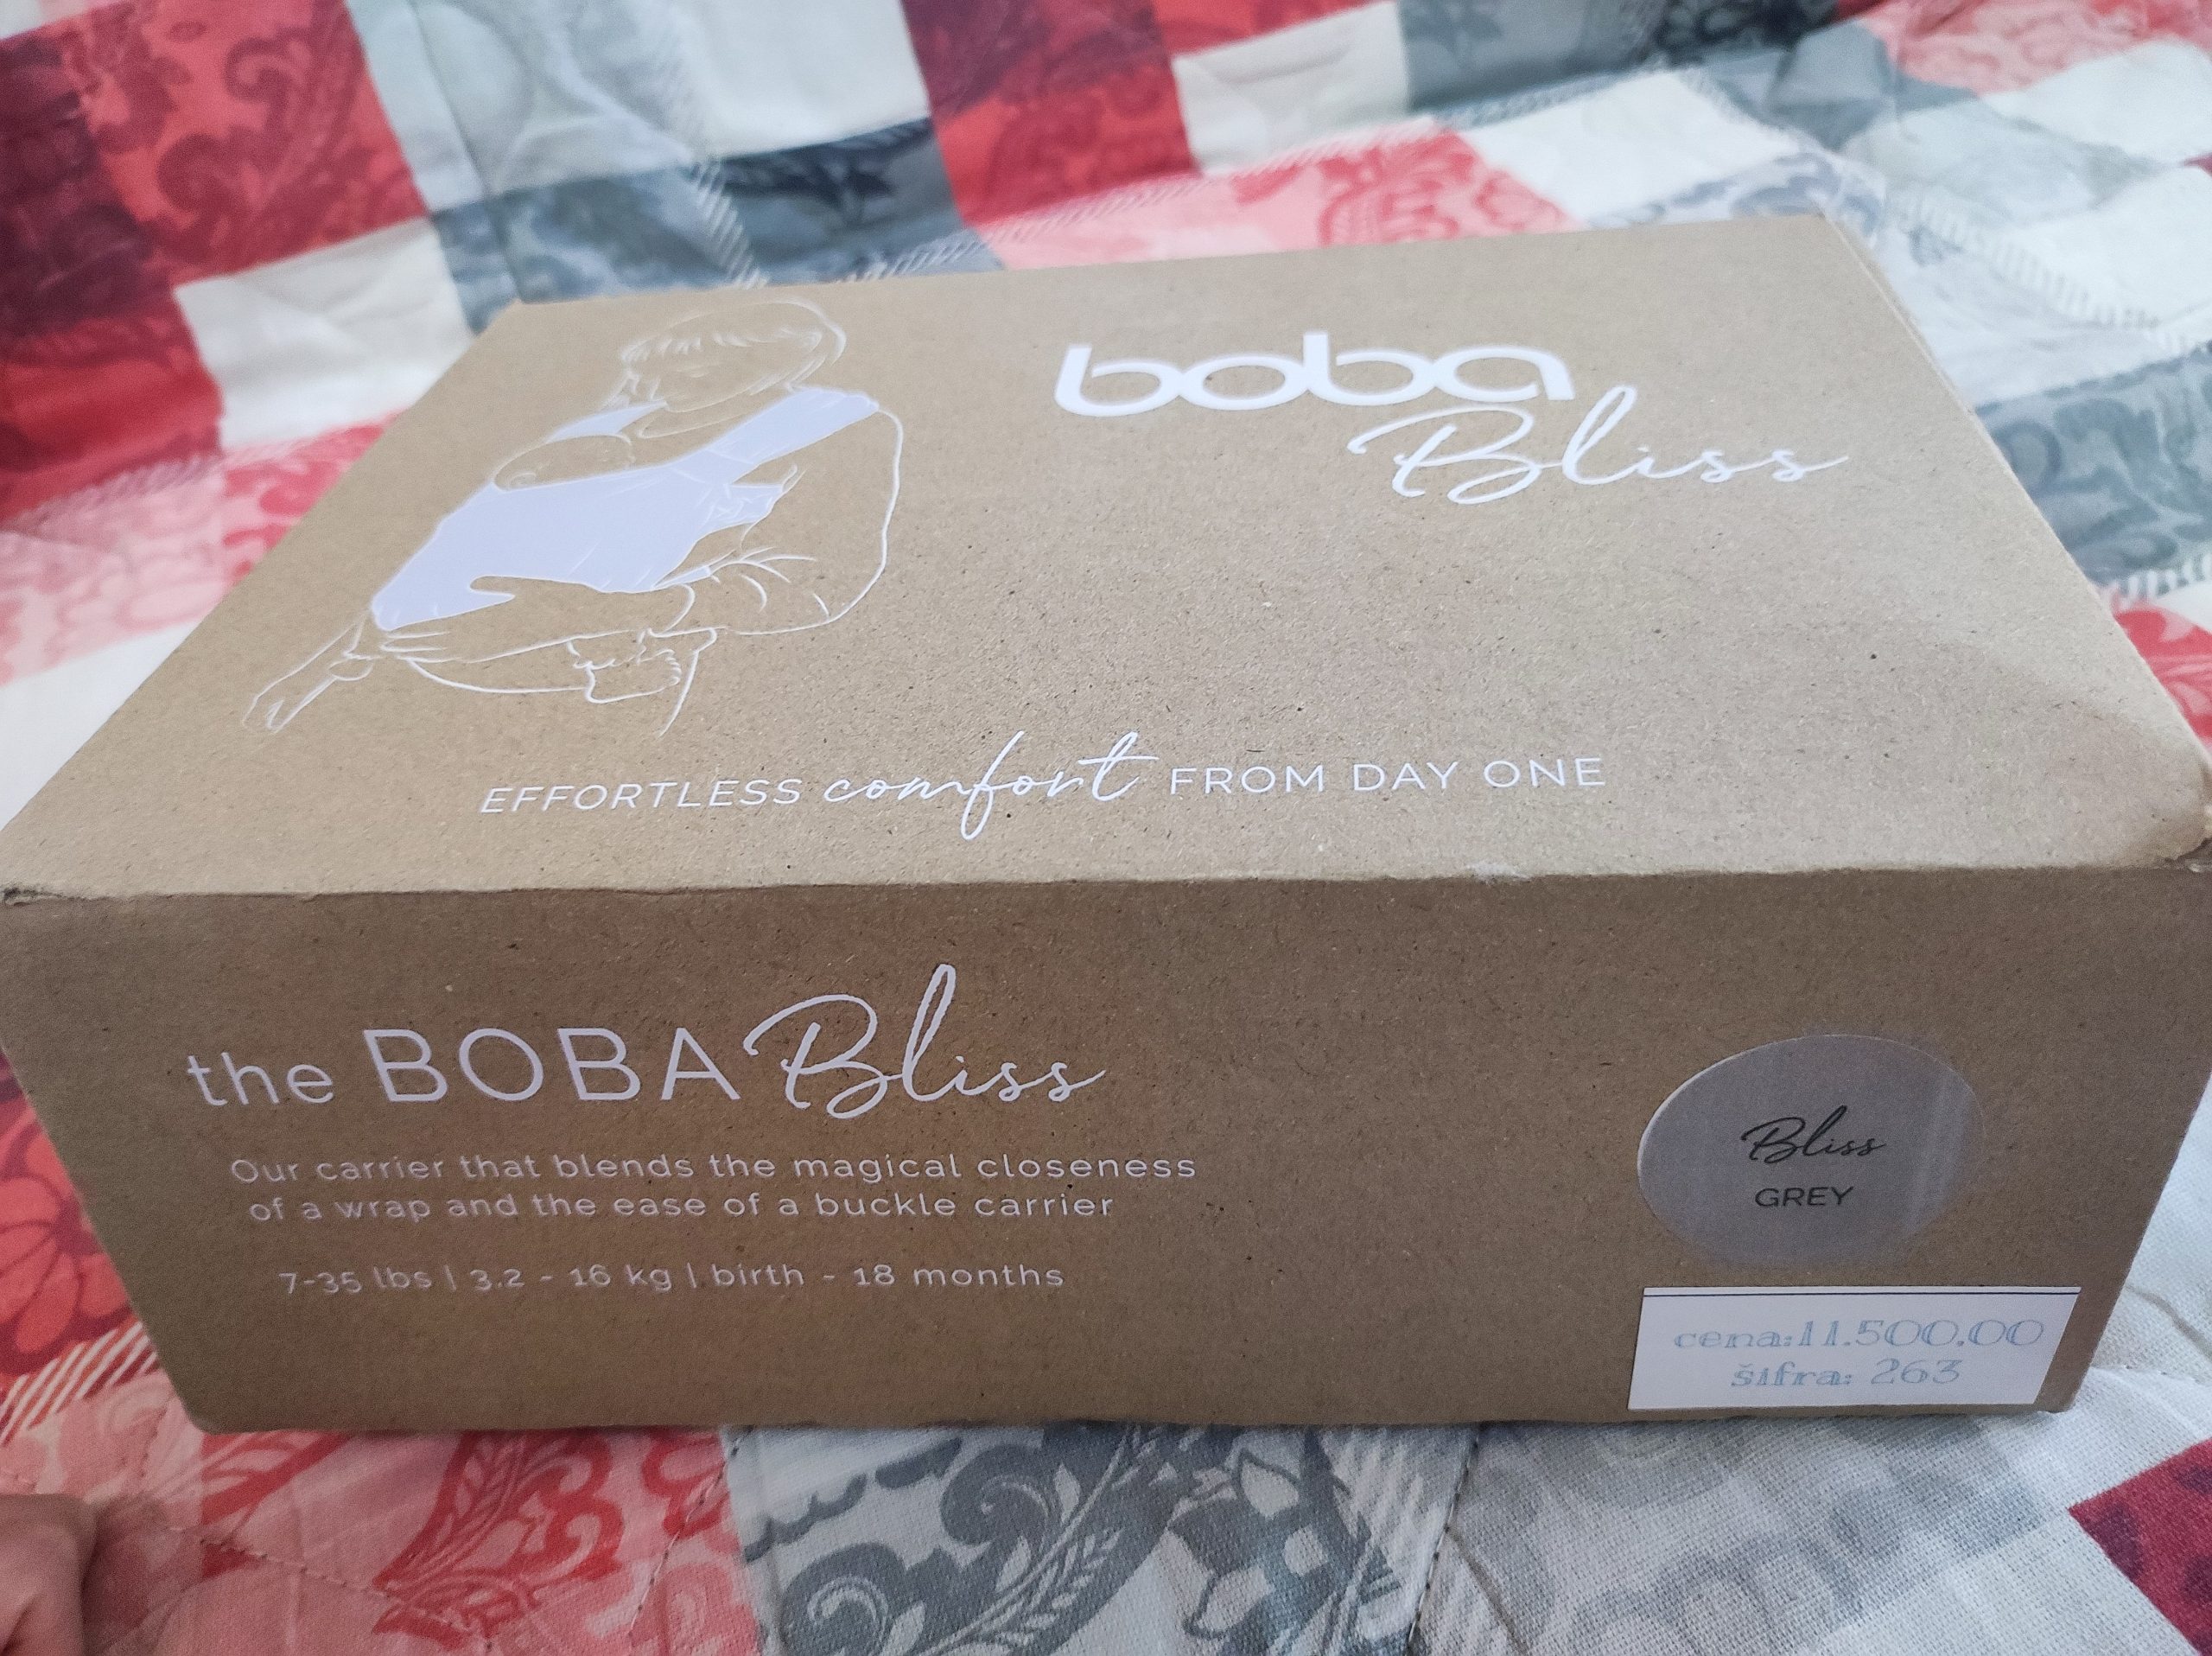 boba
Bliss
EFFORTLESS comfort FROM DAY ONE
the BOBA Bliss
Our carrier that blends the magical closeness
of a wrap and the ease of a buckle carrier
7-35 lbs | 3.2 - 16 kg | birth - 18 months
Bliss
GREY
cena:11.500,00
šifra: 263